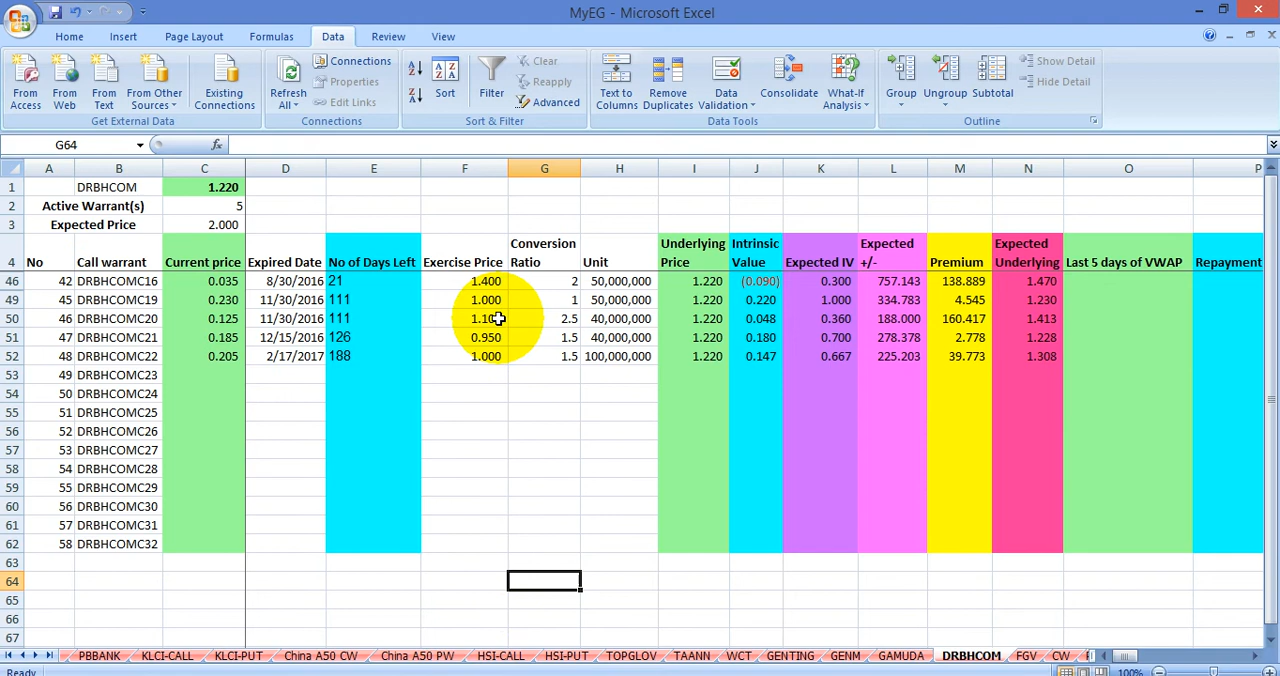 MyEG - Microsoft Excel
Home Insert Page Layout Formulas Data Review View
From Access
From Web
From Text
From Other Sources
Existing Connections
Get External Data
Refresh All
Connections
Properties
Edit Links
Connections
Sort
Filter
Clear
Reapply
Advanced
Sort & Filter
Text to Columns
Remove Duplicates
Data Validation
Consolidate
What-If Analysis
Data Tools
Group
Ungroup
Subtotal
Show Detail
Hide Detail
Outline
G64 fx
A B C D E F G H I J K L M N O P
1 DRBHCOM 1.220
2 Active Warrant(s) 5
3 Expected Price 2.000
4 No Call warrant Current price Expired Date No of Days Left Exercise Price Conversion Ratio Unit Underlying Price Intrinsic Value Expected IV Expected +/- Premium Expected Underlying Last 5 days of VWAP Repayment
46 42 DRBHCOMC16 0.035 8/30/2016 21 1.400 2 50,000,000 1.220 (0.090) 0.300 757.143 138.889 1.470
49 45 DRBHCOMC19 0.230 11/30/2016 111 1.000 1 50,000,000 1.220 0.220 1.000 334.783 4.545 1.230
50 46 DRBHCOMC20 0.125 11/30/2016 111 2.5 40,000,000 1.220 0.048 0.360 188.000 160.417 1.413
51 47 DRBHCOMC21 0.185 12/15/2016 126 0.950 1.5 40,000,000 1.220 0.180 0.700 278.378 2.778 1.228
52 48 DRBHCOMC22 0.205 2/17/2017 188 1.000 1.5 100,000,000 1.220 0.147 0.667 225.203 39.773 1.308
53 49 DRBHCOMC23
54 50 DRBHCOMC24
55 51 DRBHCOMC25
56 52 DRBHCOMC26
57 53 DRBHCOMC27
58 54 DRBHCOMC28
59 55 DRBHCOMC29
60 56 DRBHCOMC30
61 57 DRBHCOMC31
62 58 DRBHCOMC32
63
64
65
66
67
PBBANK KLCI-CALL KLCI-PUT China A50 CW China A50 PW HSI-CALL HSI-PUT TOPGLOV TAANN WCT GENTING GENM GAMUDA DRBHCOM FGV CW
Ready 100%